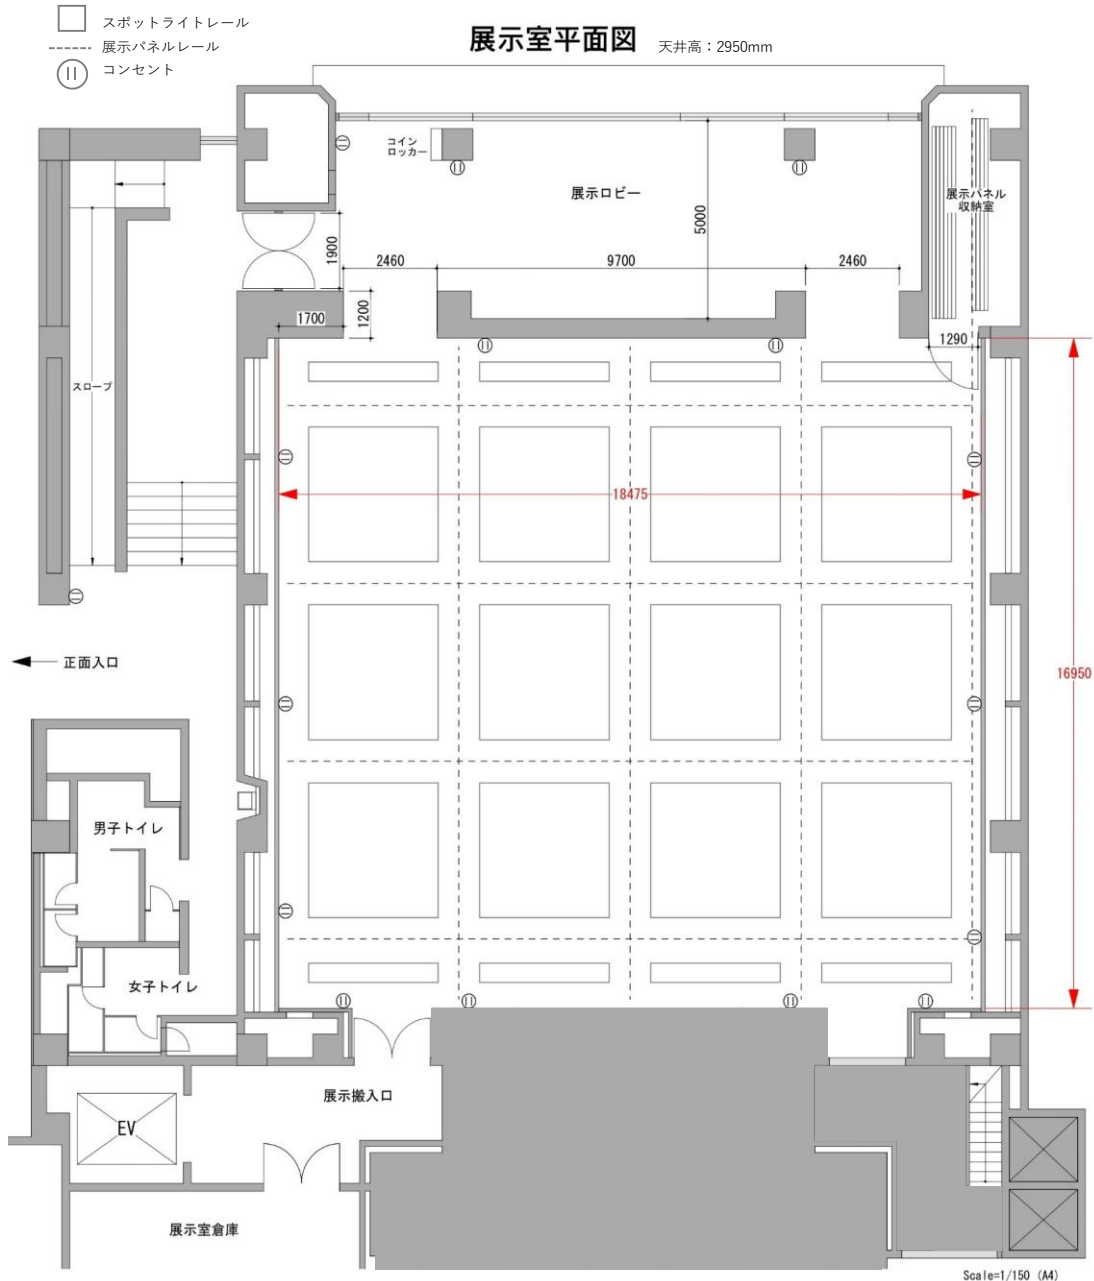 スポットライトレール
展示室平面図 天井高：2950mm
展示パネルレール
コンセント
コイン
ロッカー
展示ロビー
展示パネル
収納室
5000
1900
2460
9700
2460
1200
1700
1290
スロープ
18475
正面入口
16950
男子トイレ
女子トイレ
展示搬入口
EV
展示室倉庫
Scale=1/150 (A4)